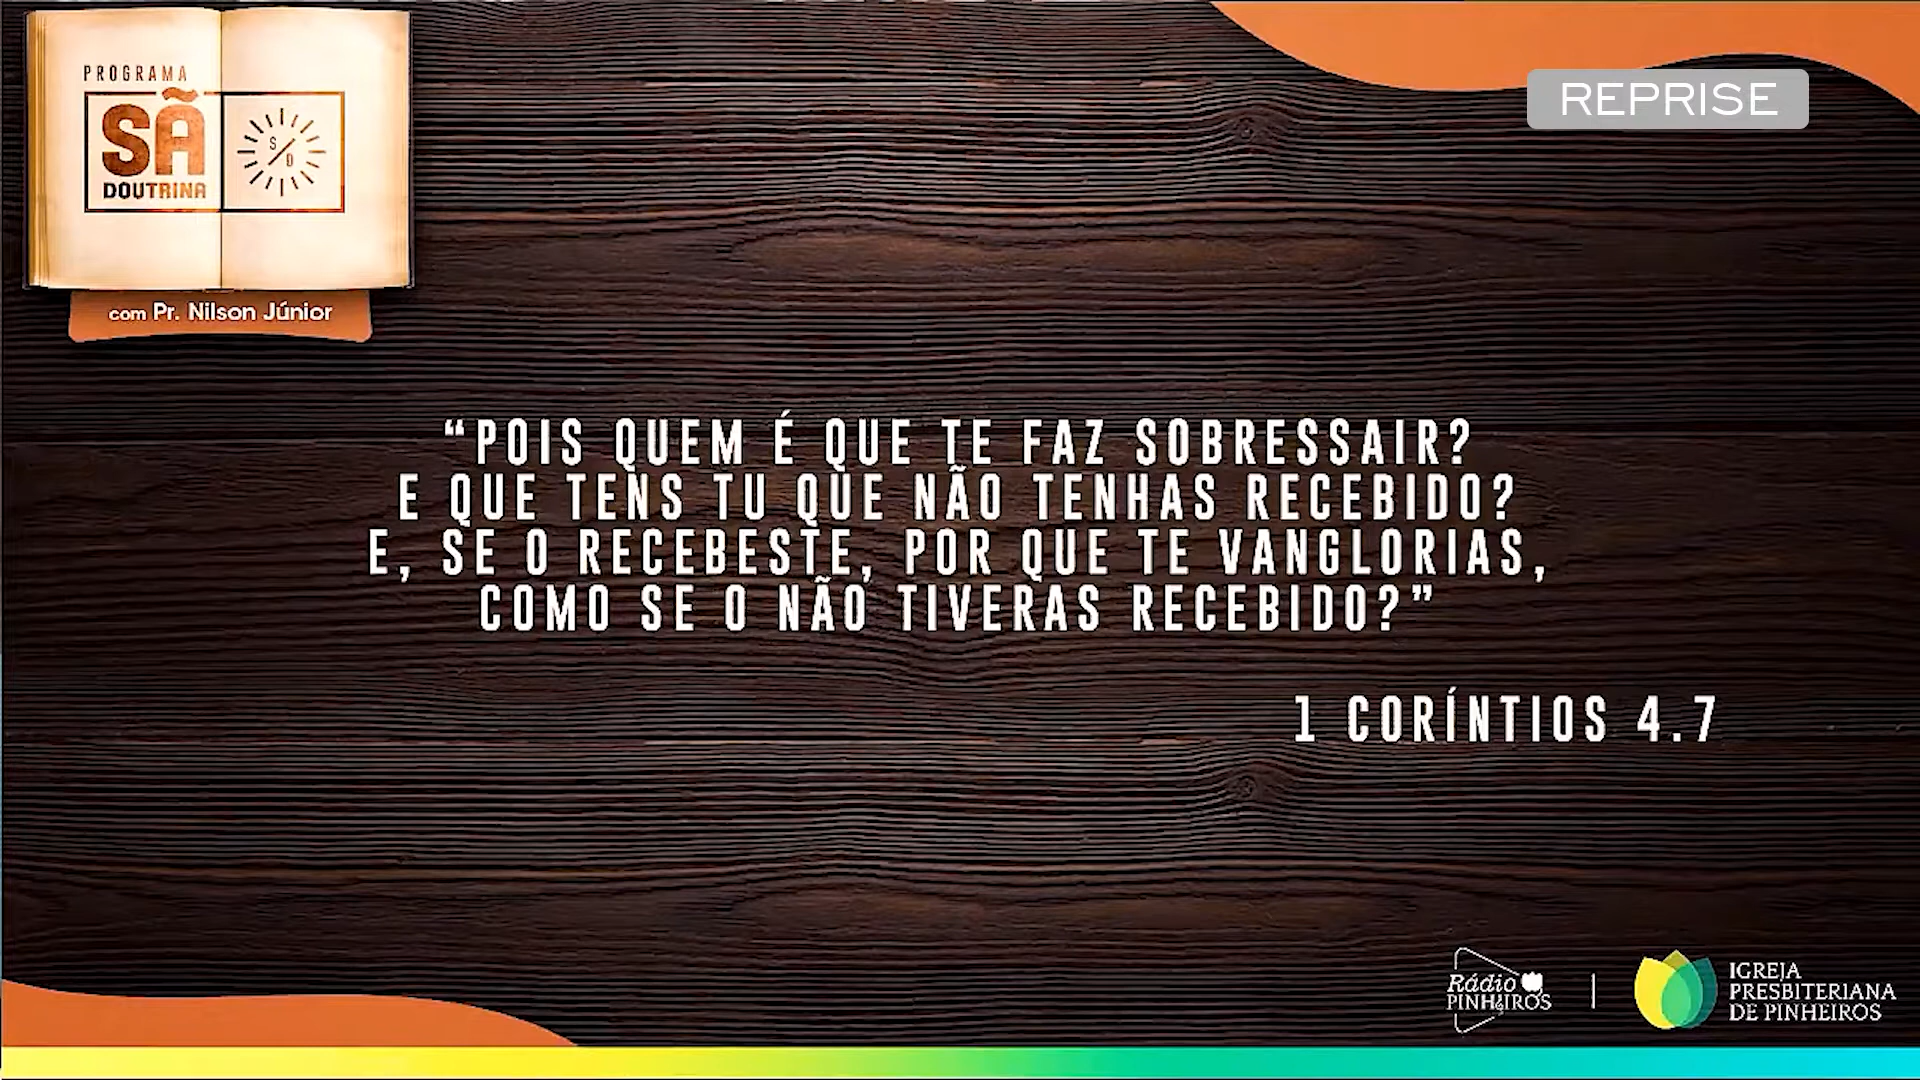 PROGRAMA
SÃ
DOUTRINA
S/D
com Pr. Nilson Júnior
REPRISE
“POIS QUEM É QUE TE FAZ SOBRESSAIR?
E QUE TENS TU QUE NÃO TENHAS RECEBIDO?
E, SE O RECEBESTE, POR QUE TE VANGLORIAS,
COMO SE O NÃO TIVERAS RECEBIDO?”
1 CORÍNTIOS 4.7
Rádio
PINHEIROS
IGREJA
PRESBITERIANA
DE PINHEIROS